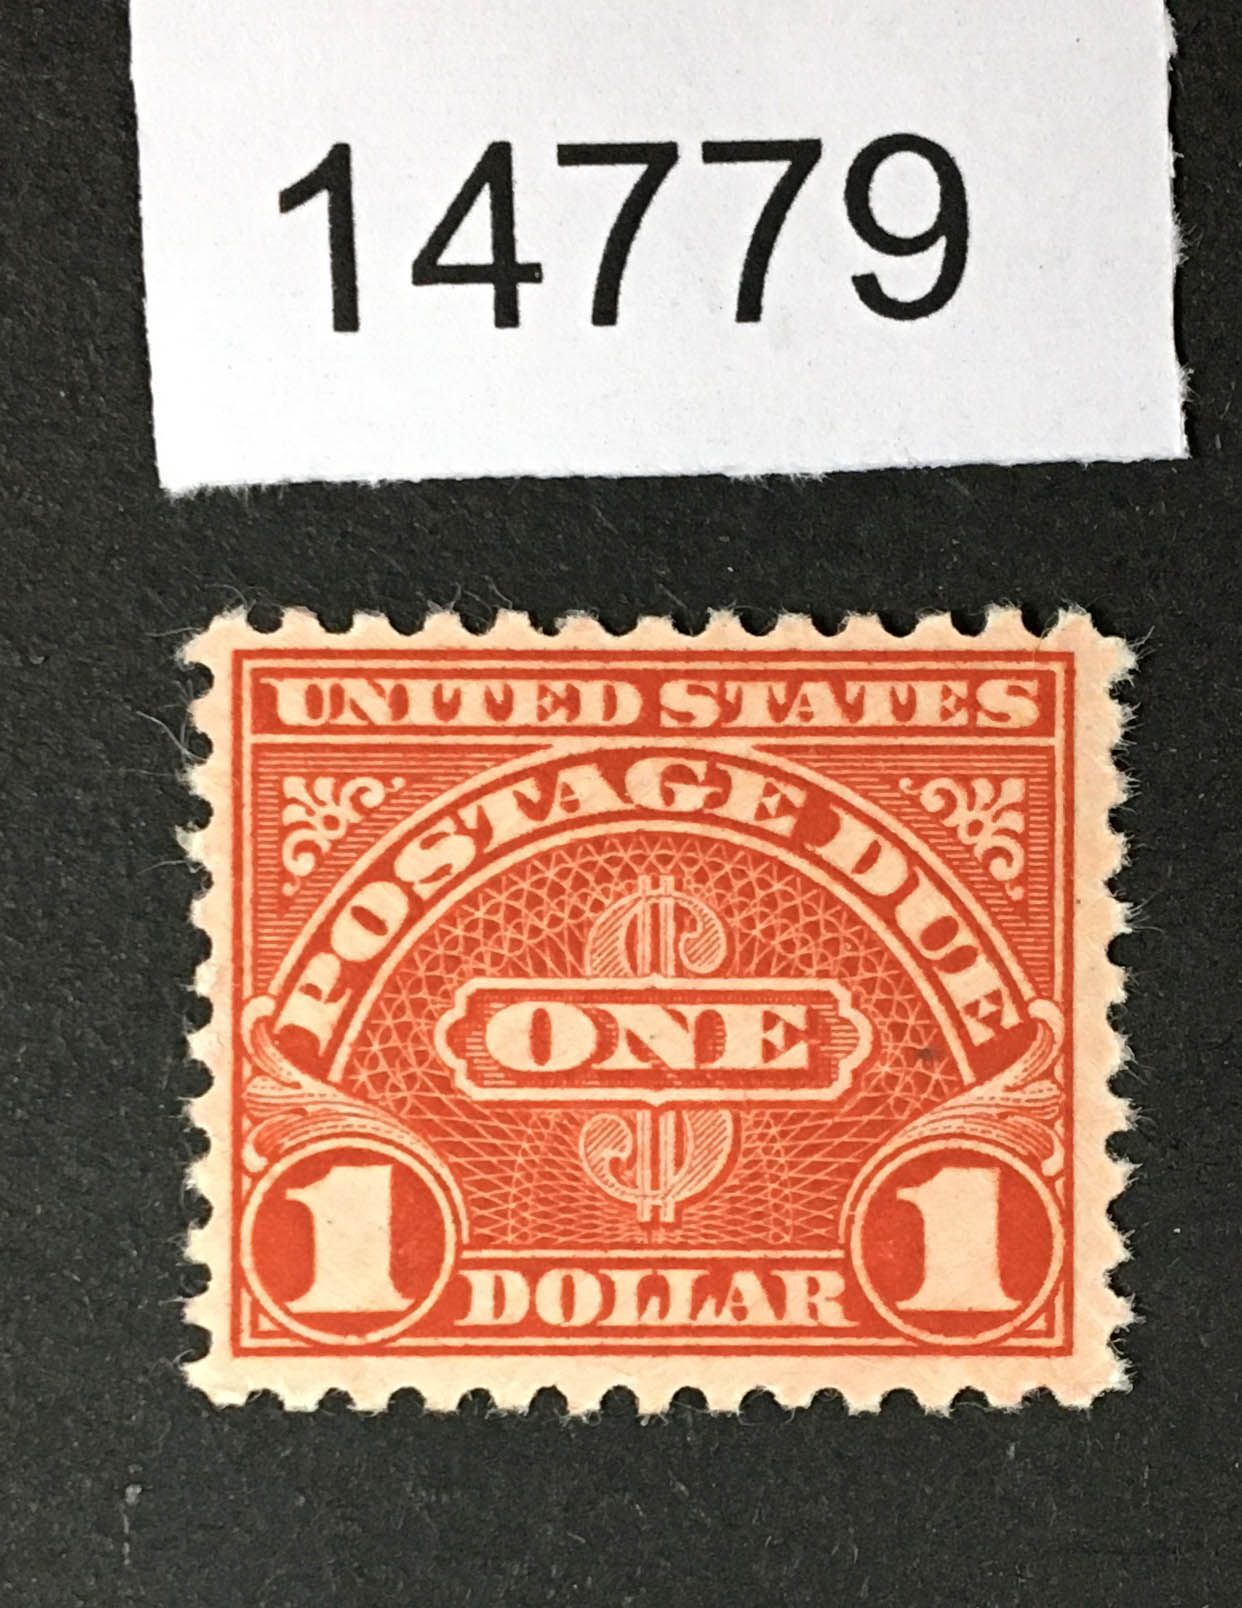 14779
UNITED STATES
POSTAGE DUE
$
ONE
1 DOLLAR 1